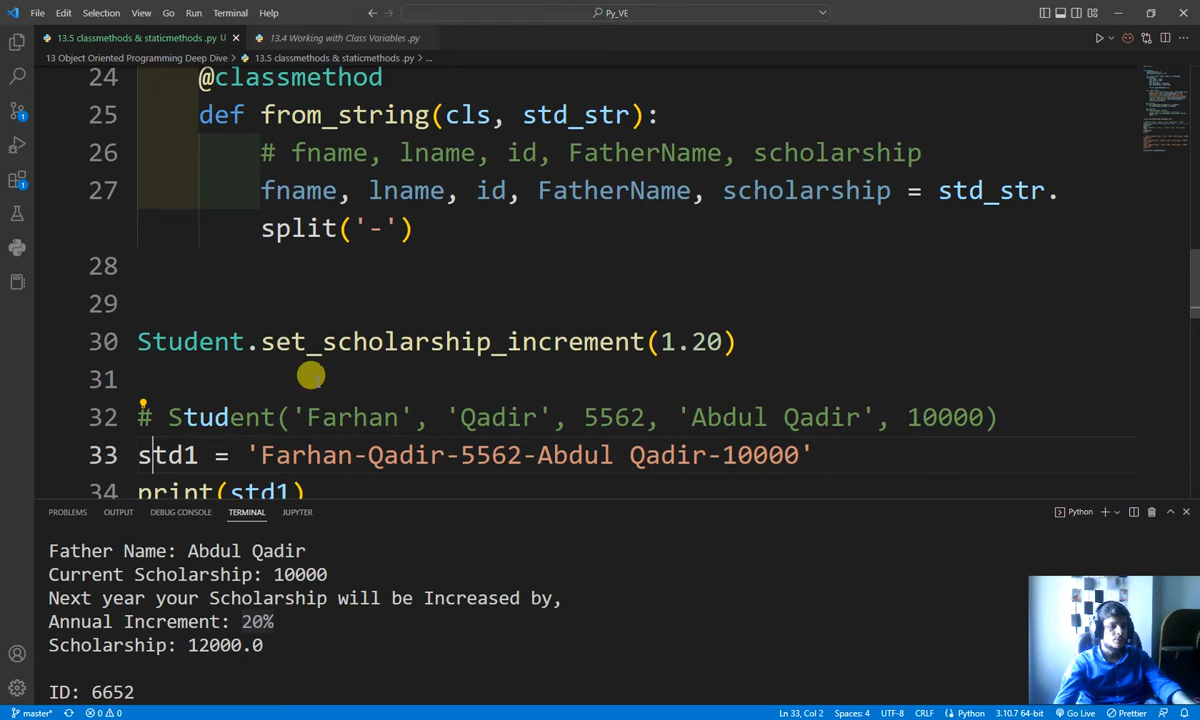 File Edit Selection View Go Run Terminal Help
Py_VE
13.5 classmethods & staticmethods .py U
13.4 Working with Class Variables .py
13 Object Oriented Programming Deep Dive > 13.5 classmethods & staticmethods .py > ...
24 @classmethod
25 def from_string(cls, std_str):
26 # fname, lname, id, FatherName, scholarship
27 fname, lname, id, FatherName, scholarship = std_str.
split('-')
28
29
30 Student.set_scholarship_increment(1.20)
31
32 # Student('Farhan', 'Qadir', 5562, 'Abdul Qadir', 10000)
33 std1 = 'Farhan-Qadir-5562-Abdul Qadir-10000'
34 print(std1)
PROBLEMS OUTPUT DEBUG CONSOLE TERMINAL JUPYTER
Python
Father Name: Abdul Qadir
Current Scholarship: 10000
Next year your Scholarship will be Increased by,
Annual Increment: 20%
Scholarship: 12000.0
ID: 6652
master* 0 0 Ln 33, Col 2 Spaces: 4 UTF-8 CRLF Python 3.10.7 64-bit Go Live Prettier